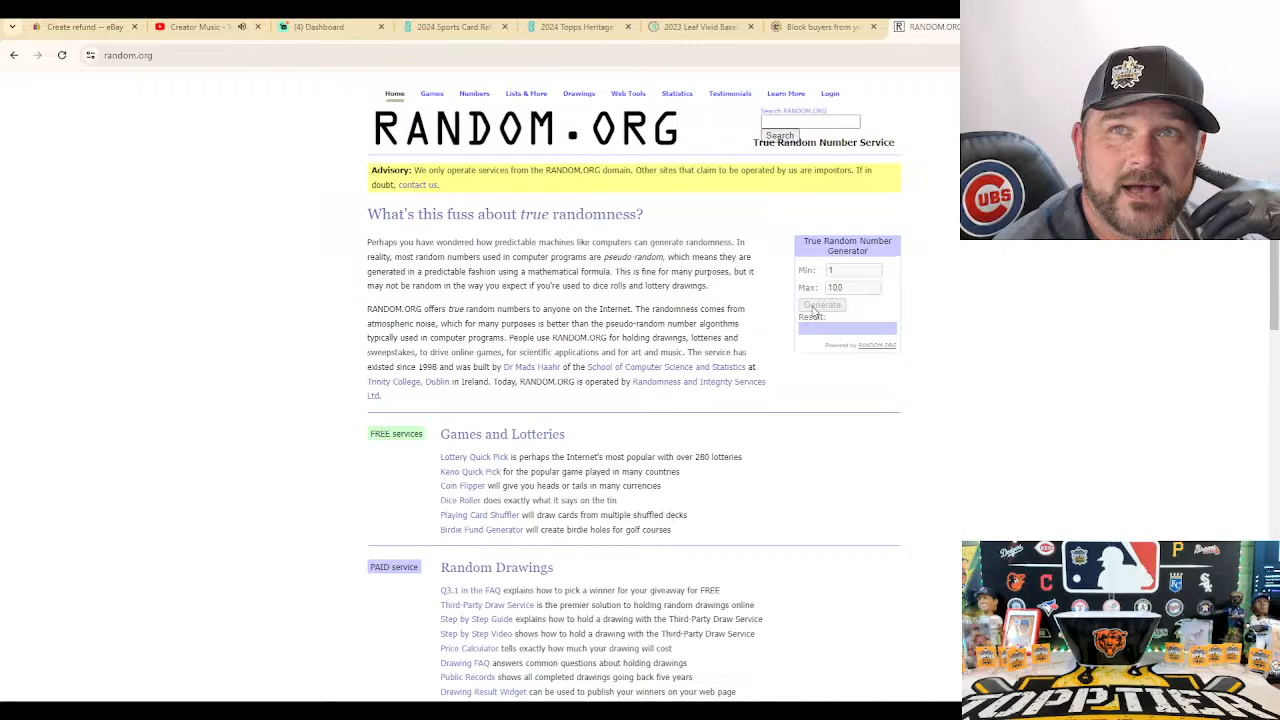 Create refund -- eBay
Creator Music - Y
(4) Dashboard
2024 Sports Card Rel
2024 Topps Heritage
2023 Leaf Vivid Baseb
Block buyers from yo
RANDOM.ORG
random.org
Home Games Numbers Lists & More Drawings Web Tools Statistics Testimonials Learn More Login
RANDOM.ORG
Search RANDOM.ORG
Search
True Random Number Service
Advisory: We only operate services from the RANDOM.ORG domain. Other sites that claim to be operated by us are impostors. If in
doubt, contact us.
What's this fuss about true randomness?
Perhaps you have wondered how predictable machines like computers can generate randomness. In
reality, most random numbers used in computer programs are pseudo-random, which means they are
generated in a predictable fashion using a mathematical formula. This is fine for many purposes, but it
may not be random in the way you expect if you're used to dice rolls and lottery drawings.
RANDOM.ORG offers true random numbers to anyone on the Internet. The randomness comes from
atmospheric noise, which for many purposes is better than the pseudo-random number algorithms
typically used in computer programs. People use RANDOM.ORG for holding drawings, lotteries and
sweepstakes, to drive online games, for scientific applications and for art and music. The service has
existed since 1998 and was built by Dr Mads Haahr of the School of Computer Science and Statistics at
Trinity College, Dublin in Ireland. Today, RANDOM.ORG is operated by Randomness and Integrity Services
Ltd.
True Random Number
Generator
Min: 1
Max: 100
Generate
Result:
Powered by RANDOM.ORG
FREE services
Games and Lotteries
Lottery Quick Pick is perhaps the Internet's most popular with over 280 lotteries
Keno Quick Pick for the popular game played in many countries
Coin Flipper will give you heads or tails in many currencies
Dice Roller does exactly what it says on the tin
Playing Card Shuffler will draw cards from multiple shuffled decks
Birdie Fund Generator will create birdie holes for golf courses
PAID service
Random Drawings
Q3.1 in the FAQ explains how to pick a winner for your giveaway for FREE
Third-Party Draw Service is the premier solution to holding random drawings online
Step by Step Guide explains how to hold a drawing with the Third-Party Draw Service
Step by Step Video shows how to hold a drawing with the Third-Party Draw Service
Price Calculator tells exactly how much your drawing will cost
Drawing FAQ answers common questions about holding drawings
Public Records shows all completed drawings going back five years
Drawing Result Widget can be used to publish your winners on your web page
CUBS
Dodgers
TOP TIER